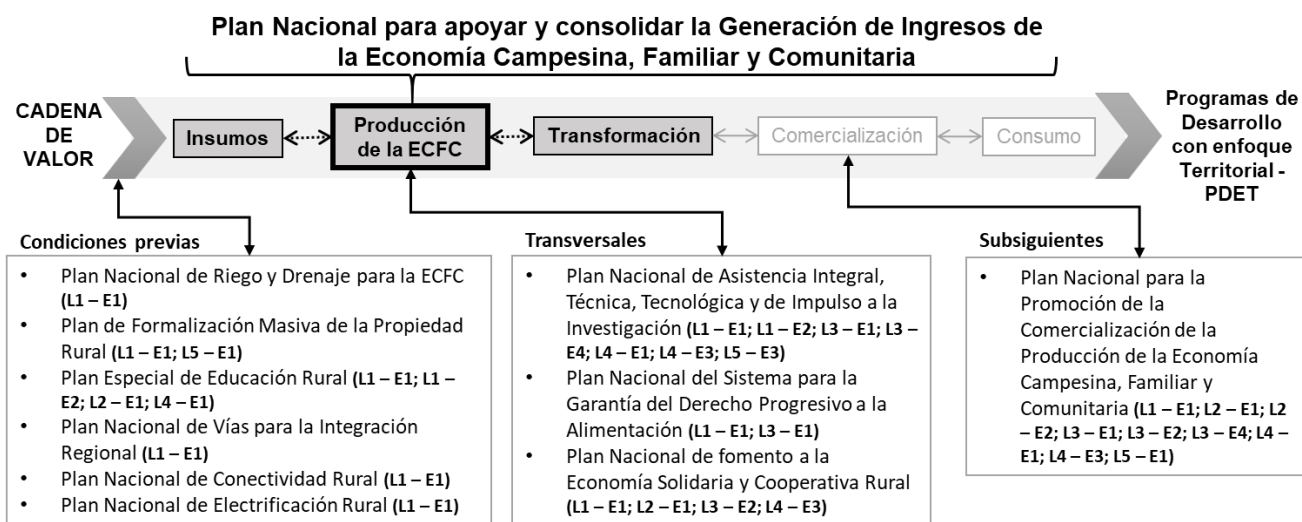 Plan Nacional para apoyar y consolidar la Generación de Ingresos de
la Economía Campesina, Familiar y Comunitaria
CADENA
DE
VALOR
Insumos
Producción
de la ECFC
Transformación
Comercialización
Consumo
Programas de
Desarrollo
con enfoque
Territorial -
PDET
Condiciones previas
• Plan Nacional de Riego y Drenaje para la ECFC
(L1 – E1)
• Plan de Formalización Masiva de la Propiedad
Rural (L1 – E1; L5 – E1)
• Plan Especial de Educación Rural (L1 – E1; L1 –
E2; L2 – E1; L4 – E1)
• Plan Nacional de Vías para la Integración
Regional (L1 – E1)
• Plan Nacional de Conectividad Rural (L1 – E1)
• Plan Nacional de Electrificación Rural (L1 – E1)
Transversales
• Plan Nacional de Asistencia Integral,
Técnica, Tecnológica y de Impulso a la
Investigación (L1 – E1; L1 – E2; L3 – E1; L3 –
E4; L4 – E1; L4 – E3; L5 – E3)
• Plan Nacional del Sistema para la
Garantía del Derecho Progresivo a la
Alimentación (L1 – E1; L3 – E1)
• Plan Nacional de fomento a la
Economía Solidaria y Cooperativa Rural
(L1 – E1; L2 – E1; L3 – E2; L4 – E3)
Subsiguientes
• Plan Nacional para la
Promoción de la
Comercialización de la
Producción de la Economía
Campesina, Familiar y
Comunitaria (L1 – E1; L2 – E1; L2
– E2; L3 – E1; L3 – E2; L3 – E4; L4 –
E1; L4 – E3; L5 – E1)